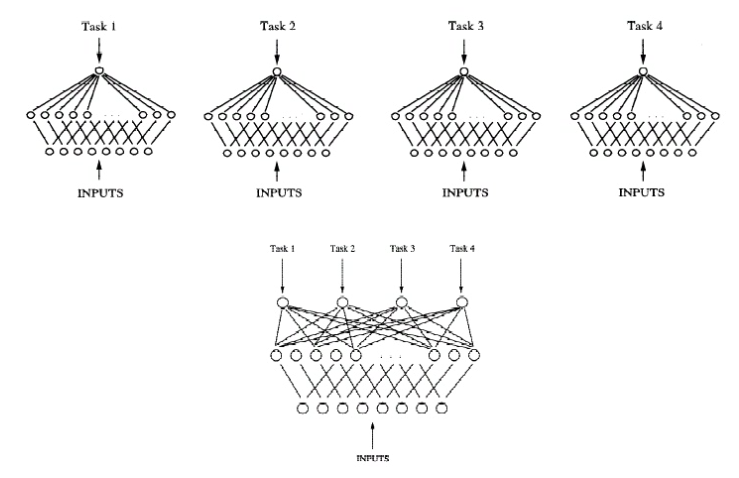 Task 1 Task 2 Task 3 Task 4
INPUTS INPUTS INPUTS INPUTS
Task 1 Task 2 Task 3 Task 4
INPUTS